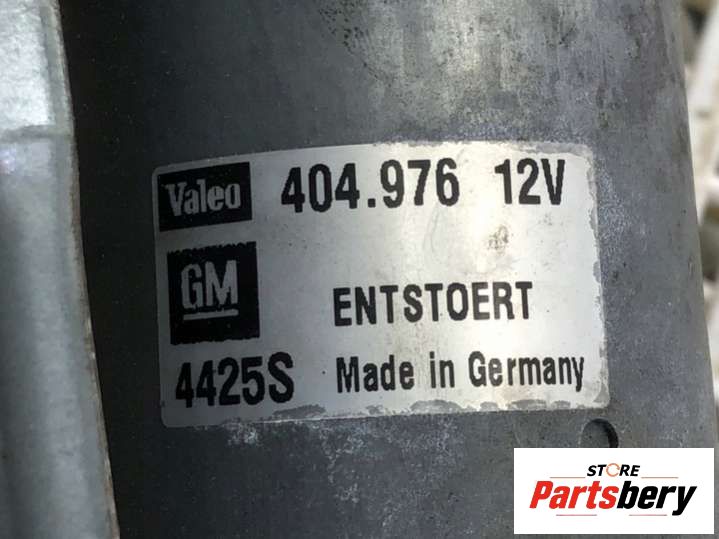 Valeo 404.976 12V
GM ENTSTOERT
4425S Made in Germany
STORE
Partsbery